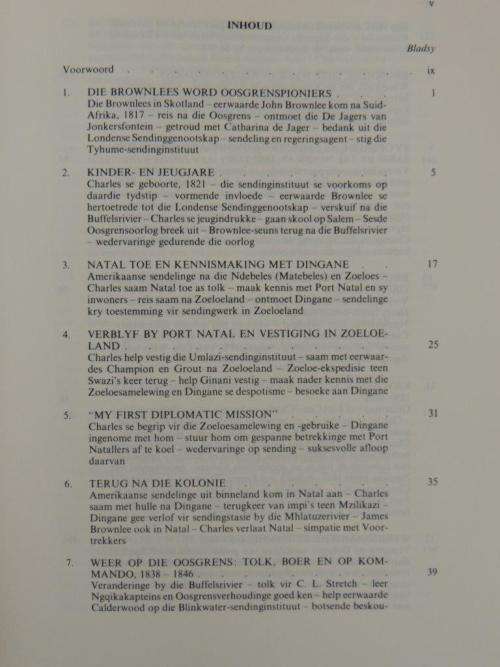 v
INHOUD
Bladsy
Voorwoord . . . . . . . . . . . . ix
1. DIE BROWNLEES WORD OOSGRENSPIONIERS . . . 1
Die Brownlees in Skotland – eerwaarde John Brownlee kom na Suid-
Afrika, 1817 – reis na die Oosgrens – ontmoet die De Jagers van
Jonkersfontein – getroud met Catharina de Jager – bedank uit die
Londense Sendinggenootskap – sendeling en regeringsagent – stig die
Tyhume-sendinginstituut
2. KINDER- EN JEUGJARE . . . . . . . . 5
Charles se geboorte, 1821 – die sendinginstituut se voorkoms op
daardie tydstip – vormende invloede – eerwaarde Brownlee se
hertoetrede tot die Londense Sendinggenootskap – verskuif na die
Buffelsrivier – Charles se jeugindrukke – gaan skool op Salem – Sesde
Oosgrensoorlog breek uit – Brownlee-seuns terug na die Buffelsrivier
– wedervaringe gedurende die oorlog
3. NATAL TOE EN KENNISMAKING MET DINGANE . . 17
Amerikaanse sendelinge na die Ndebeles (Matebeles) en Zoeloes –
Charles saam Natal toe as tolk – maak kennis met Port Natal en sy
inwoners – reis saam na Zoeloeland – ontmoet Dingane – sendelinge
kry toestemming vir sendingwerk in Zoeloeland
4. VERBLYF BY PORT NATAL EN VESTIGING IN ZOELOE-
LAND . . . . . . . . . . . . 25
Charles help vestig die Umlazi-sendinginstituut – saam met eerwaar-
des Champion en Grout na Zoeloeland – Zoeloe-ekspedisie teen
Swazi's keer terug – help Ginani vestig – maak nader kennis met die
Zoeloesamelewing en Dingane se despotisme – besoeke aan Dingane
5. "MY FIRST DIPLOMATIC MISSION" 31
Charles se begrip vir die Zoeloesamelewing en -gebruike – Dingane
ingenome met hom – stuur hom om gespanne betrekkinge met Port
Natallers af te koel – wedervaringe op sending – suksesvolle afloop
daarvan
6. TERUG NA DIE KOLONIE . . . . . . . 35
Amerikaanse sendelinge uit binneland kom in Natal aan – Charles
saam met hulle na Dingane – terugkeer van impi's teen Mzilikazi –
Dingane gee verlof vir sendingstasie by die Mhlatuzerivier – James
Brownlee ook in Natal – Charles verlaat Natal – simpatie met Voor-
trekkers
7. WEER OP DIE OOSGRENS: TOLK, BOER EN OP KOM-
MANDO, 1838 – 1846 . . . . . . . . 39
Veranderinge by die Buffelsrivier – tolk vir C. L. Stretch – leer
Ngqikakapteins en Oosgrensverhoudinge goed ken – help eerwaarde
Calderwood op die Blinkwater-sendinginstituut – botsende beskou-